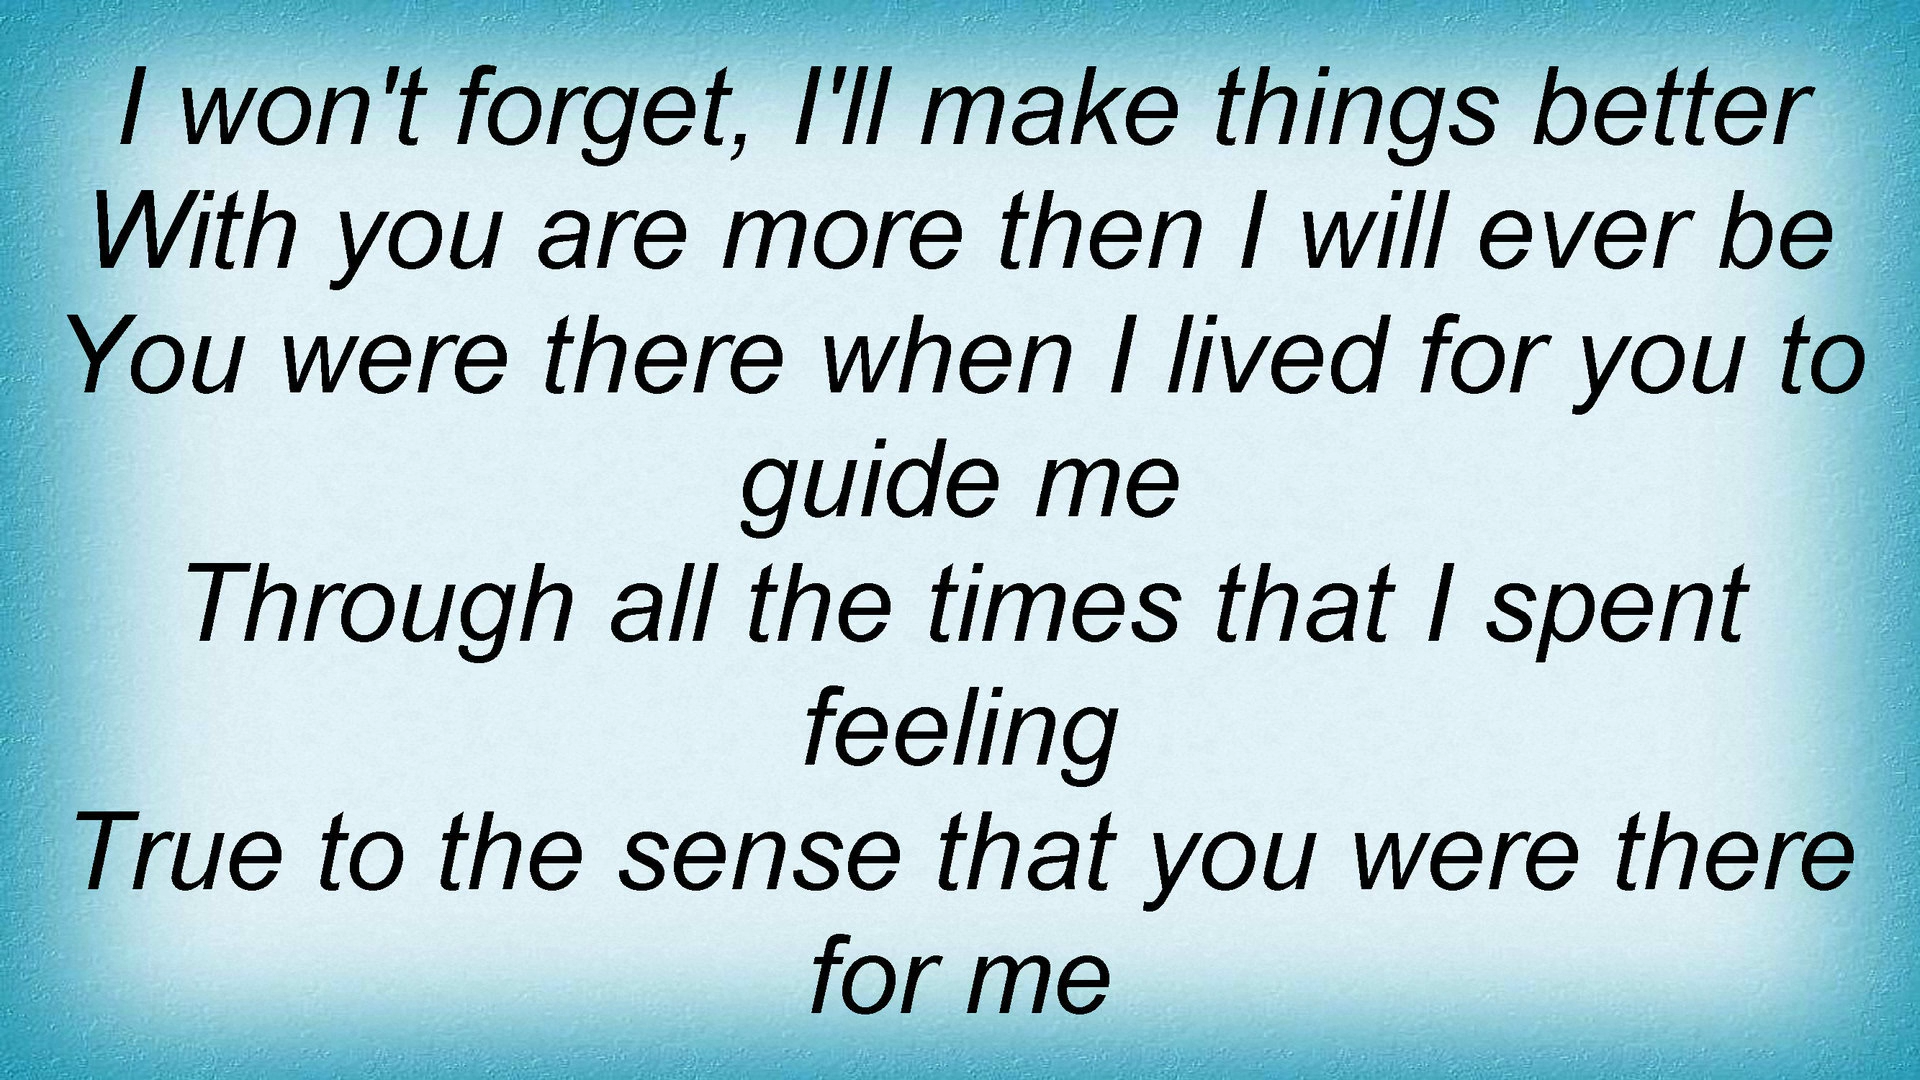 I won't forget, I'll make things better
With you are more then I will ever be
You were there when I lived for you to
guide me
Through all the times that I spent
feeling
True to the sense that you were there
for me